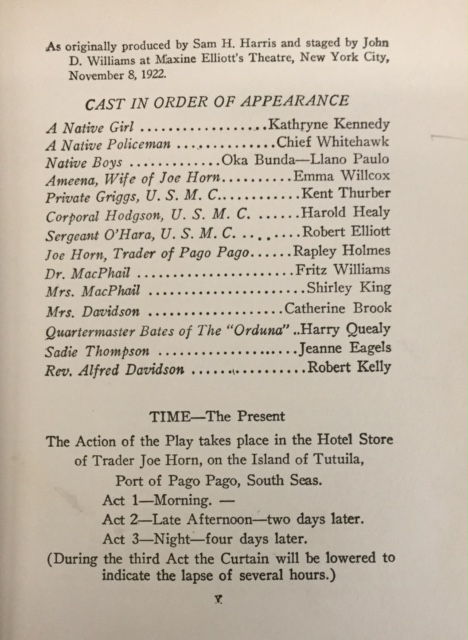 As originally produced by Sam H. Harris and staged by John
D. Williams at Maxine Elliott's Theatre, New York City,
November 8, 1922.
CAST IN ORDER OF APPEARANCE
A Native Girl ...................Kathryne Kennedy
A Native Policeman .............Chief Whitehawk
Native Boys ............Oka Bunda—Llano Paulo
Ameena, Wife of Joe Horn..........Emma Willcox
Private Griggs, U. S. M. C............Kent Thurber
Corporal Hodgson, U. S. M. C. ......Harold Healy
Sergeant O'Hara, U. S. M. C. ........Robert Elliott
Joe Horn, Trader of Pago Pago......Rapley Holmes
Dr. MacPhail ....................Fritz Williams
Mrs. MacPhail ....................Shirley King
Mrs. Davidson ..................Catherine Brook
Quartermaster Bates of The "Orduna" ..Harry Quealy
Sadie Thompson ..................Jeanne Eagels
Rev. Alfred Davidson ..............Robert Kelly
TIME—The Present
The Action of the Play takes place in the Hotel Store
of Trader Joe Horn, on the Island of Tutuila,
Port of Pago Pago, South Seas.
Act 1—Morning. —
Act 2—Late Afternoon—two days later.
Act 3—Night—four days later.
(During the third Act the Curtain will be lowered to
indicate the lapse of several hours.)
v